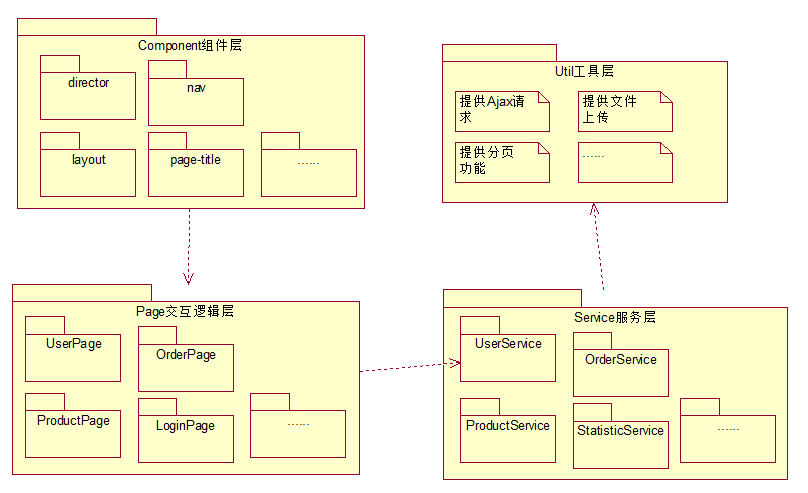 Component组件层
director
nav
layout
page-title
......
Util工具层
提供Ajax请
求
提供文件
上传
提供分页
功能
......
Page交互逻辑层
UserPage
OrderPage
ProductPage
LoginPage
......
Service服务层
UserService
OrderService
ProductService
StatisticService
......